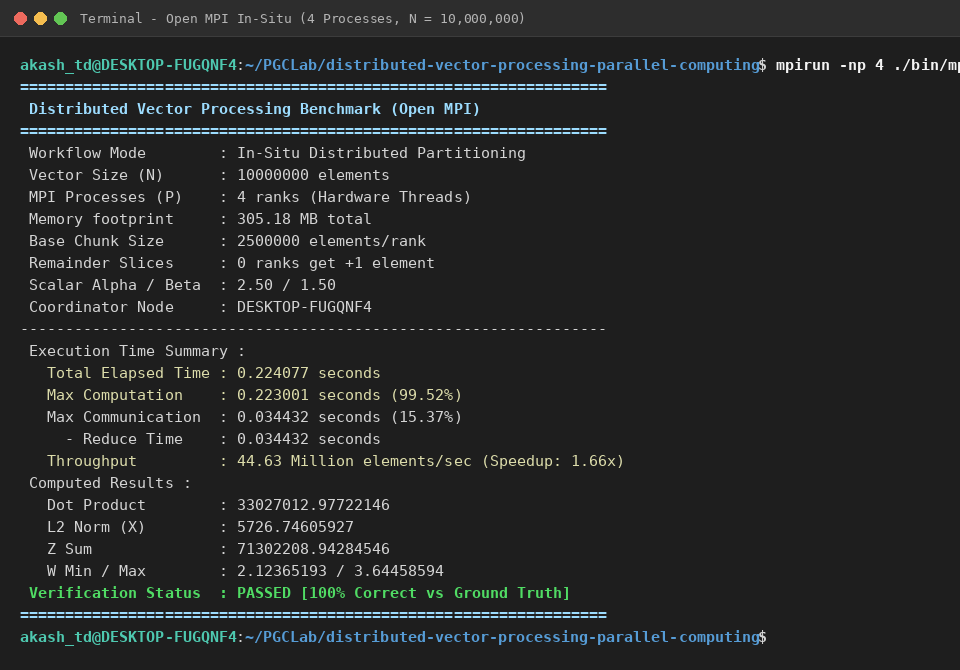 Terminal - Open MPI In-Situ (4 Processes, N = 10,000,000)
akash_td@DESKTOP-FUGQNF4:~/PGCLab/distributed-vector-processing-parallel-computing$ mpirun -np 4 ./bin/mp
=================================================================
Distributed Vector Processing Benchmark (Open MPI)
=================================================================
Workflow Mode        : In-Situ Distributed Partitioning
Vector Size (N)      : 10000000 elements
MPI Processes (P)    : 4 ranks (Hardware Threads)
Memory footprint     : 305.18 MB total
Base Chunk Size      : 2500000 elements/rank
Remainder Slices     : 0 ranks get +1 element
Scalar Alpha / Beta  : 2.50 / 1.50
Coordinator Node     : DESKTOP-FUGQNF4
-----------------------------------------------------------------
Execution Time Summary :
  Total Elapsed Time : 0.224077 seconds
  Max Computation    : 0.223001 seconds (99.52%)
  Max Communication  : 0.034432 seconds (15.37%)
    - Reduce Time    : 0.034432 seconds
  Throughput         : 44.63 Million elements/sec (Speedup: 1.66x)
Computed Results :
  Dot Product        : 33027012.97722146
  L2 Norm (X)        : 5726.74605927
  Z Sum              : 71302208.94284546
  W Min / Max        : 2.12365193 / 3.64458594
Verification Status  : PASSED [100% Correct vs Ground Truth]
=================================================================
akash_td@DESKTOP-FUGQNF4:~/PGCLab/distributed-vector-processing-parallel-computing$